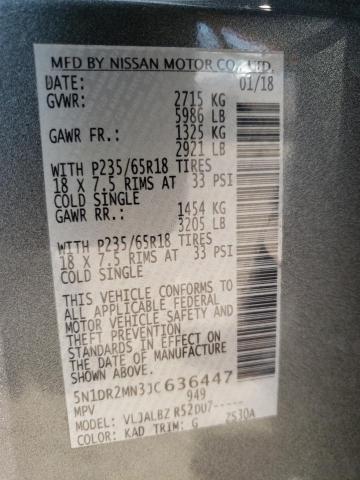 MFD BY NISSAN MOTOR CO., LTD.
DATE: 01/18
GVWR: 2715 KG
5986 LB
GAWR FR.: 1325 KG
2921 LB
WITH P235/65R18 TIRES
18 X 7.5 RIMS AT 33 PSI
COLD SINGLE
GAWR RR.: 1454 KG
3205 LB
WITH P235/65R18 TIRES
18 X 7.5 RIMS AT 33 PSI
COLD SINGLE
THIS VEHICLE CONFORMS TO
ALL APPLICABLE FEDERAL
MOTOR VEHICLE SAFETY AND
THEFT PREVENTION
STANDARDS IN EFFECT ON
THE DATE OF MANUFACTURE
SHOWN ABOVE.
5N1DR2MN3JC636447
MPV 949
MODEL: VLJALBZ R52DU7-----
COLOR: KAD TRIM: G ZS30A